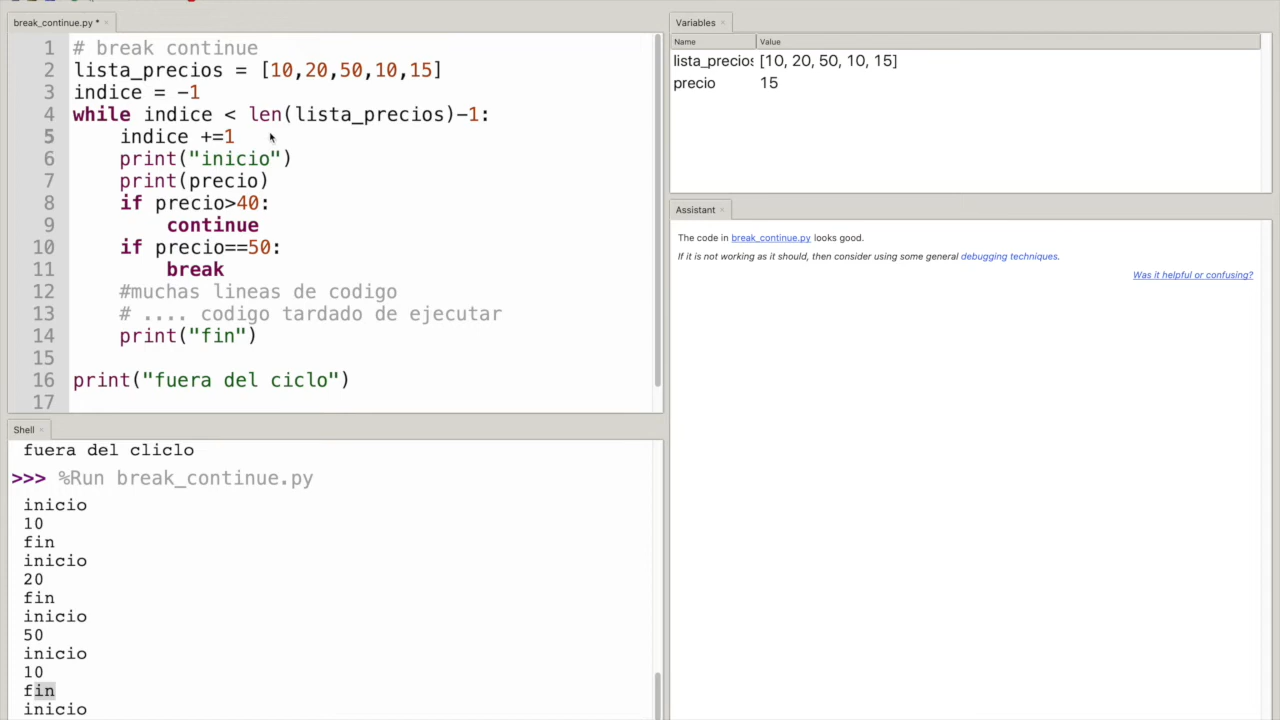 break_continue.py *
1 # break continue
2 lista_precios = [10,20,50,10,15]
3 indice = -1
4 while indice < len(lista_precios)-1:
5     indice +=1
6     print("inicio")
7     print(precio)
8     if precio>40:
9         continue
10     if precio==50:
11         break
12     #muchas lineas de codigo
13     # .... codigo tardado de ejecutar
14     print("fin")
15
16 print("fuera del ciclo")
17
Shell
fuera del cliclo
>>> %Run break_continue.py
inicio
10
fin
inicio
20
fin
inicio
50
inicio
10
fin
inicio
Variables
Name Value
lista_precios [10, 20, 50, 10, 15]
precio 15
Assistant
The code in break_continue.py looks good.
If it is not working as it should, then consider using some general debugging techniques.
Was it helpful or confusing?